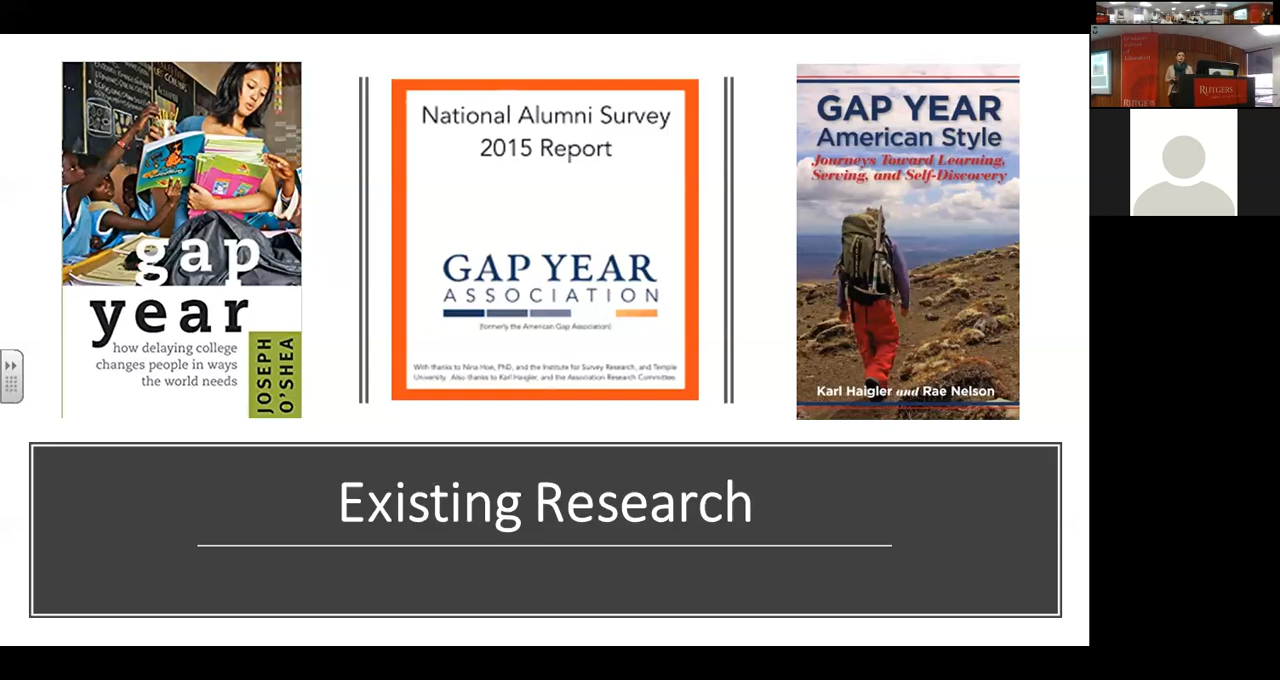 gap
year
how delaying college
changes people in ways
the world needs
JOSEPH
O'SHEA
National Alumni Survey
2015 Report
GAP YEAR
ASSOCIATION
(formerly the American Gap Association)
With thanks to Nina Hoe, PhD, and the Institute for Survey Research, and Temple
University. Also thanks to Karl Haigler, and the Association Research Committee
GAP YEAR
American Style
Journeys Toward Learning,
Serving, and Self-Discovery
Karl Haigler and Rae Nelson
Existing Research
RUTGERS
RUTGERS